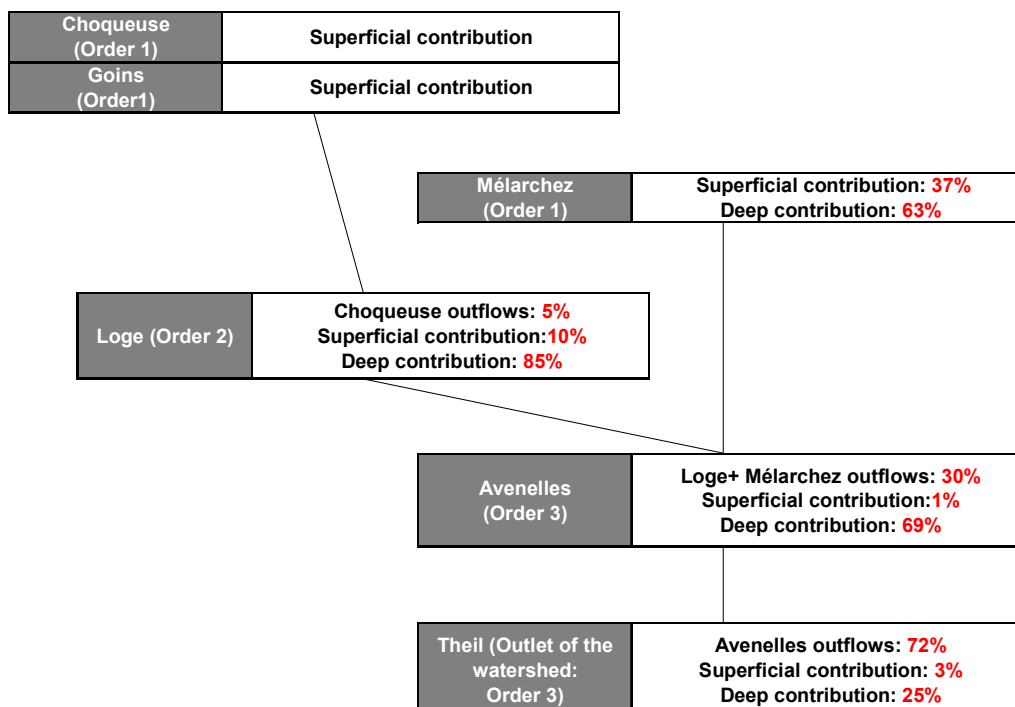 Choqueuse
(Order 1)
Superficial contribution
Goins
(Order1)
Superficial contribution
Mélarchez
(Order 1)
Superficial contribution: 37%
Deep contribution: 63%
Loge (Order 2)
Choqueuse outflows: 5%
Superficial contribution:10%
Deep contribution: 85%
Avenelles
(Order 3)
Loge+ Mélarchez outflows: 30%
Superficial contribution:1%
Deep contribution: 69%
Theil (Outlet of the
watershed:
Order 3)
Avenelles outflows: 72%
Superficial contribution: 3%
Deep contribution: 25%